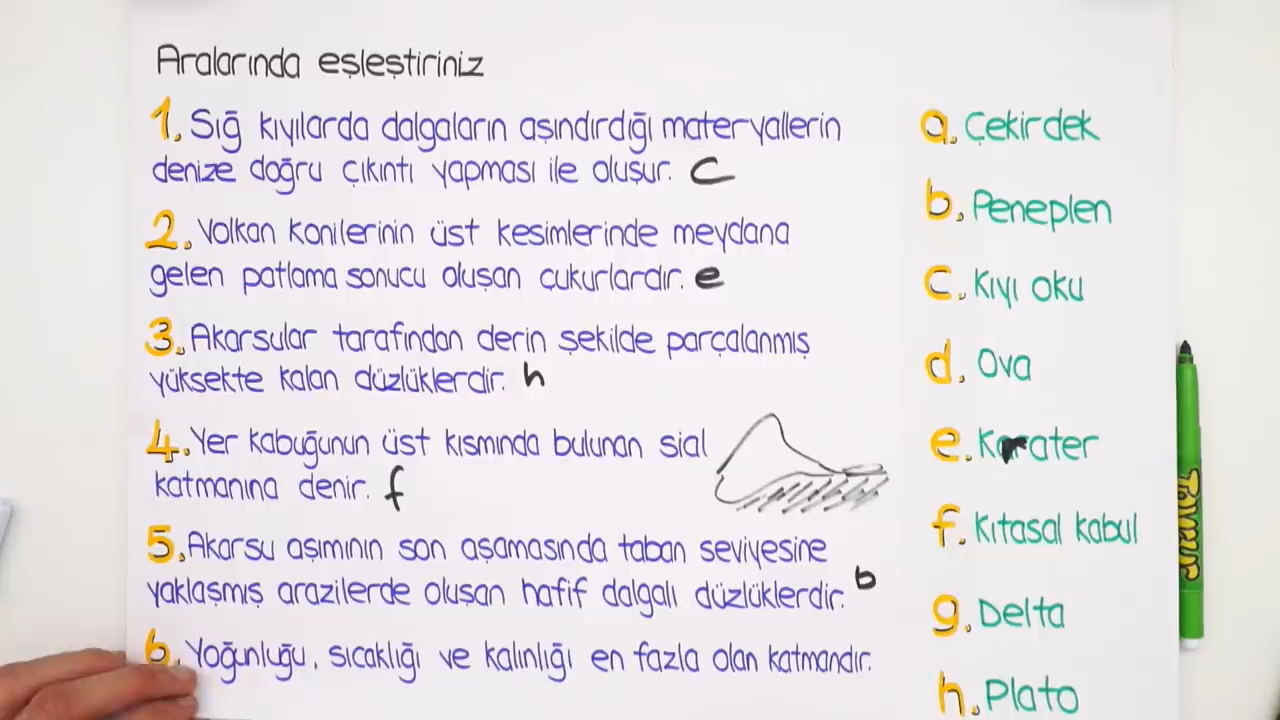 Aralarında eşleştiriniz
1. Sığ kıyılarda dalgaların aşındırdığı materyallerin
denize doğru çıkıntı yapması ile oluşur. c
2. Volkan konilerinin üst kesimlerinde meydana
gelen patlama sonucu oluşan çukurlardır. e
3. Akarsular tarafından derin şekilde parçalanmış
yüksekte kalan düzlüklerdir. h
4. Yer kabuğunun üst kısmında bulunan sial
katmanına denir. f
5. Akarsu aşımının son aşamasında taban seviyesine
yaklaşmış arazilerde oluşan hafif dalgalı düzlüklerdir. b
6. Yoğunluğu, sıcaklığı ve kalınlığı en fazla olan katmandır.
a. Çekirdek
b. Peneplen
c. Kıyı oku
d. Ova
e. Krater
f. Kıtasal kabul
g. Delta
h. Plato